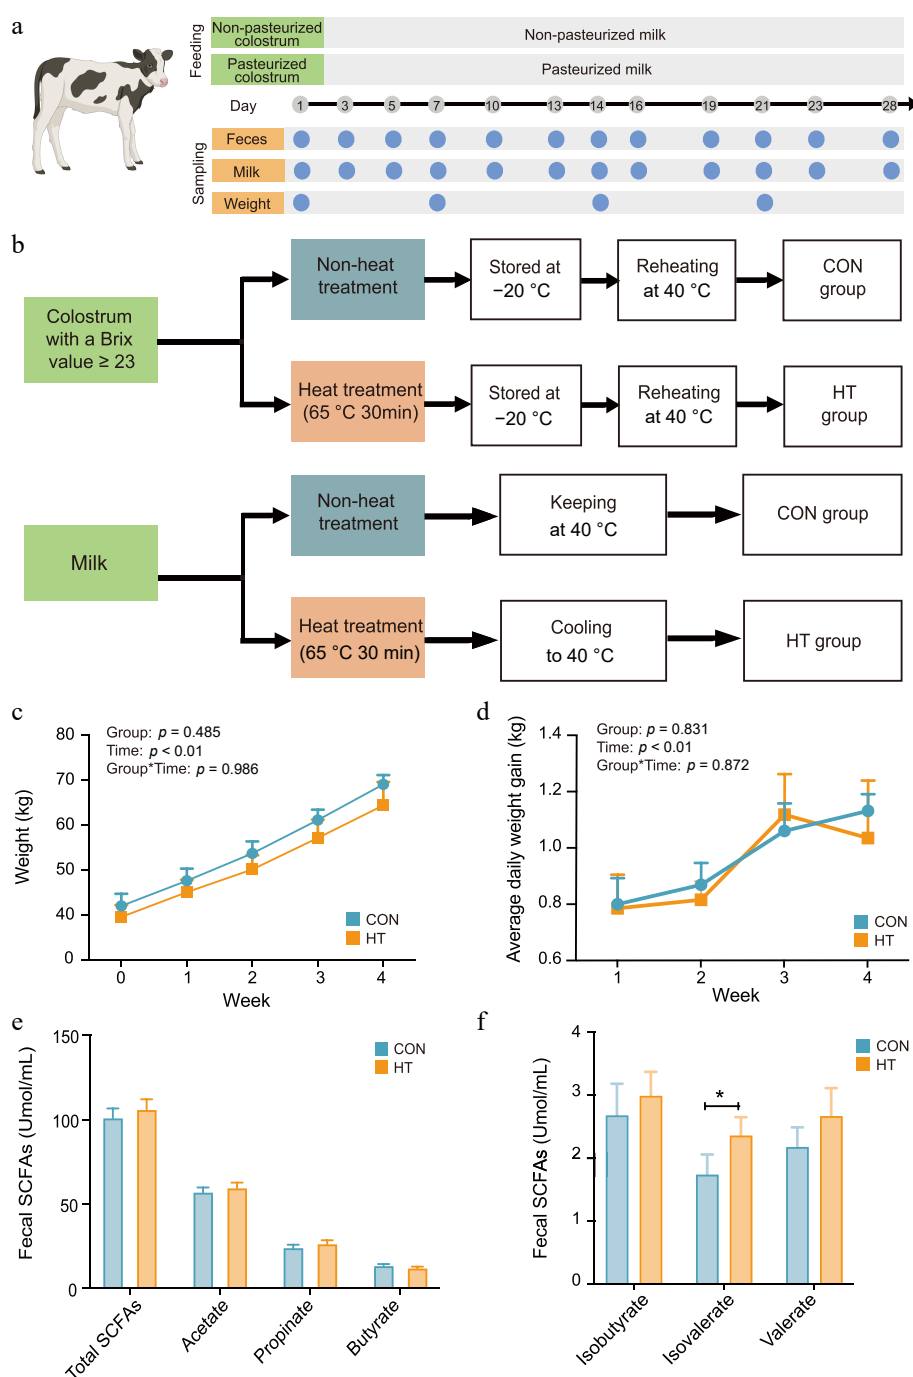 a
Feeding
Non-pasteurized
colostrum
Non-pasteurized milk
Pasteurized
colostrum
Pasteurized milk
Day
1 3 5 7 10 13 14 16 19 21 23 28
Sampling
Feces
Milk
Weight
b
Colostrum
with a Brix
value ≥ 23
Non-heat
treatment
Stored at
−20 °C
Reheating
at 40 °C
CON
group
Heat treatment
(65 °C 30min)
Stored at
−20 °C
Reheating
at 40 °C
HT
group
Milk
Non-heat
treatment
Keeping
at 40 °C
CON group
Heat treatment
(65 °C 30 min)
Cooling
to 40 °C
HT group
c
Group: p = 0.485
Time: p < 0.01
Group*Time: p = 0.986
Weight (kg)
80
70
60
50
40
0
CON
HT
0 1 2 3 4
Week
d
Group: p = 0.831
Time: p < 0.01
Group*Time: p = 0.872
Average daily weight gain (kg)
1.4
1.2
1.0
0.8
0.6
CON
HT
1 2 3 4
Week
e
Fecal SCFAs (Umol/mL)
150
100
50
0
CON
HT
Total SCFAs
Acetate
Propinate
Butyrate
f
Fecal SCFAs (Umol/mL)
4
3
2
1
0
CON
HT
*
Isobutyrate
Isovalerate
Valerate